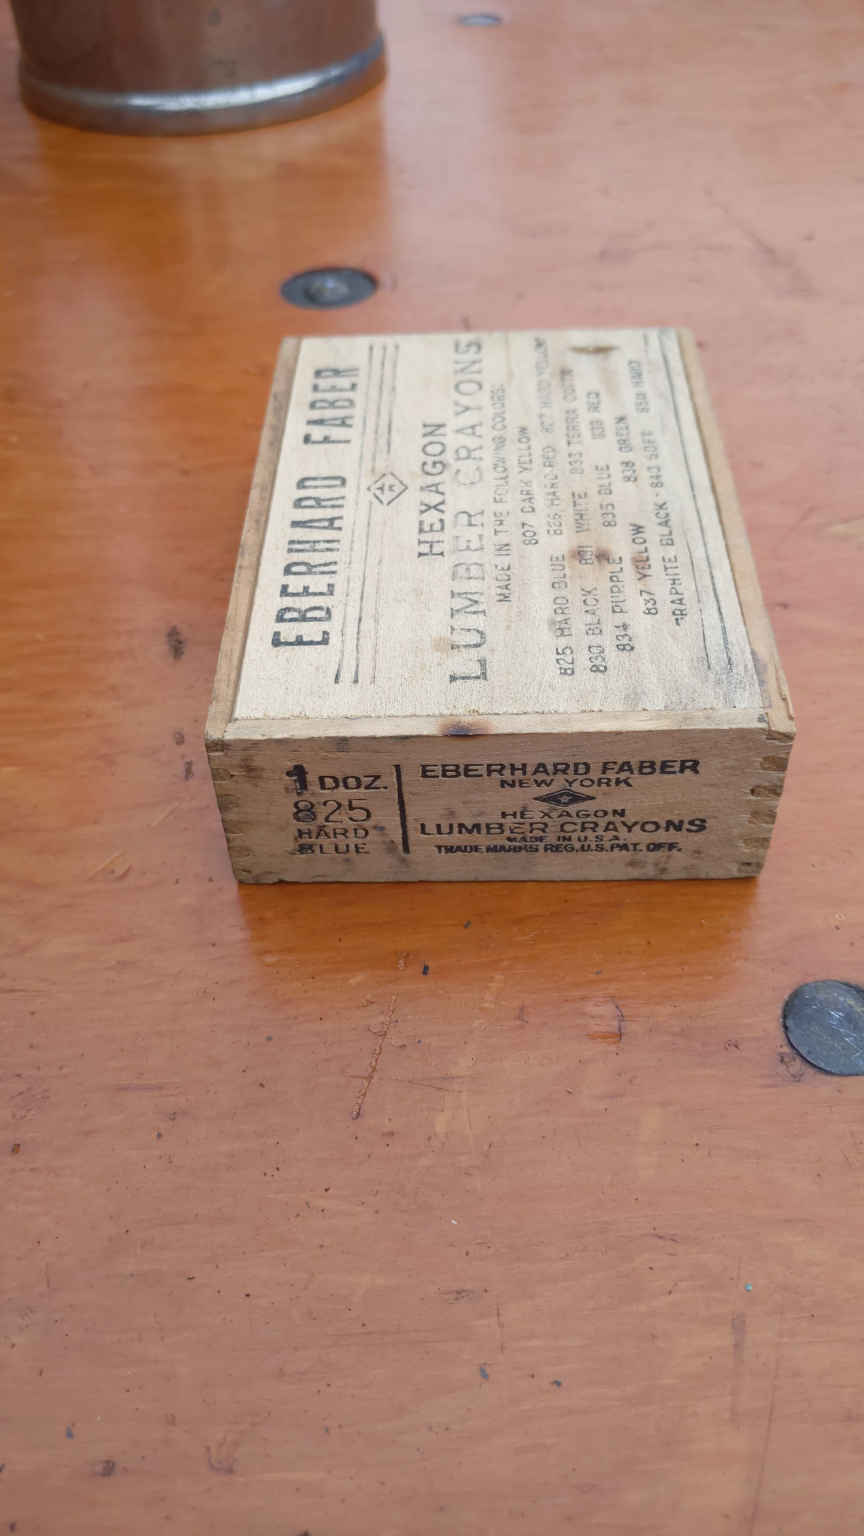 EBERHARD FABER
HEXAGON
LUMBER CRAYONS
MADE IN THE FOLLOWING COLORS:
807 DARK YELLOW
825 HARD BLUE 826 HARD RED 827 HARD YELLOW
830 BLACK 831 WHITE 833 TERRA COTTA
834 PURPLE 835 BLUE 836 RED
837 YELLOW 838 GREEN
GRAPHITE BLACK - 840 SOFT 850 HARD
1 DOZ.
825
HARD
BLUE
EBERHARD FABER
NEW YORK
HEXAGON
LUMBER CRAYONS
MADE IN U.S.A.
TRADE MARKS REG.U.S.PAT. OFF.